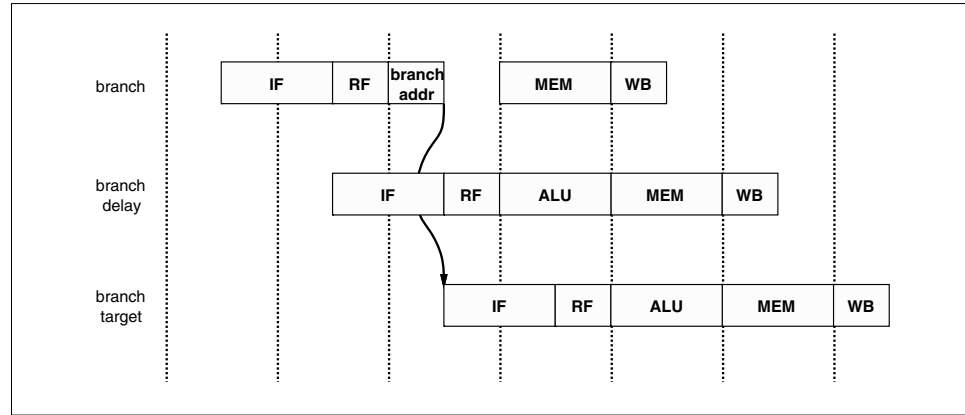 branch
IF
RF
branch
addr
MEM
WB
branch
delay
IF
RF
ALU
MEM
WB
branch
target
IF
RF
ALU
MEM
WB